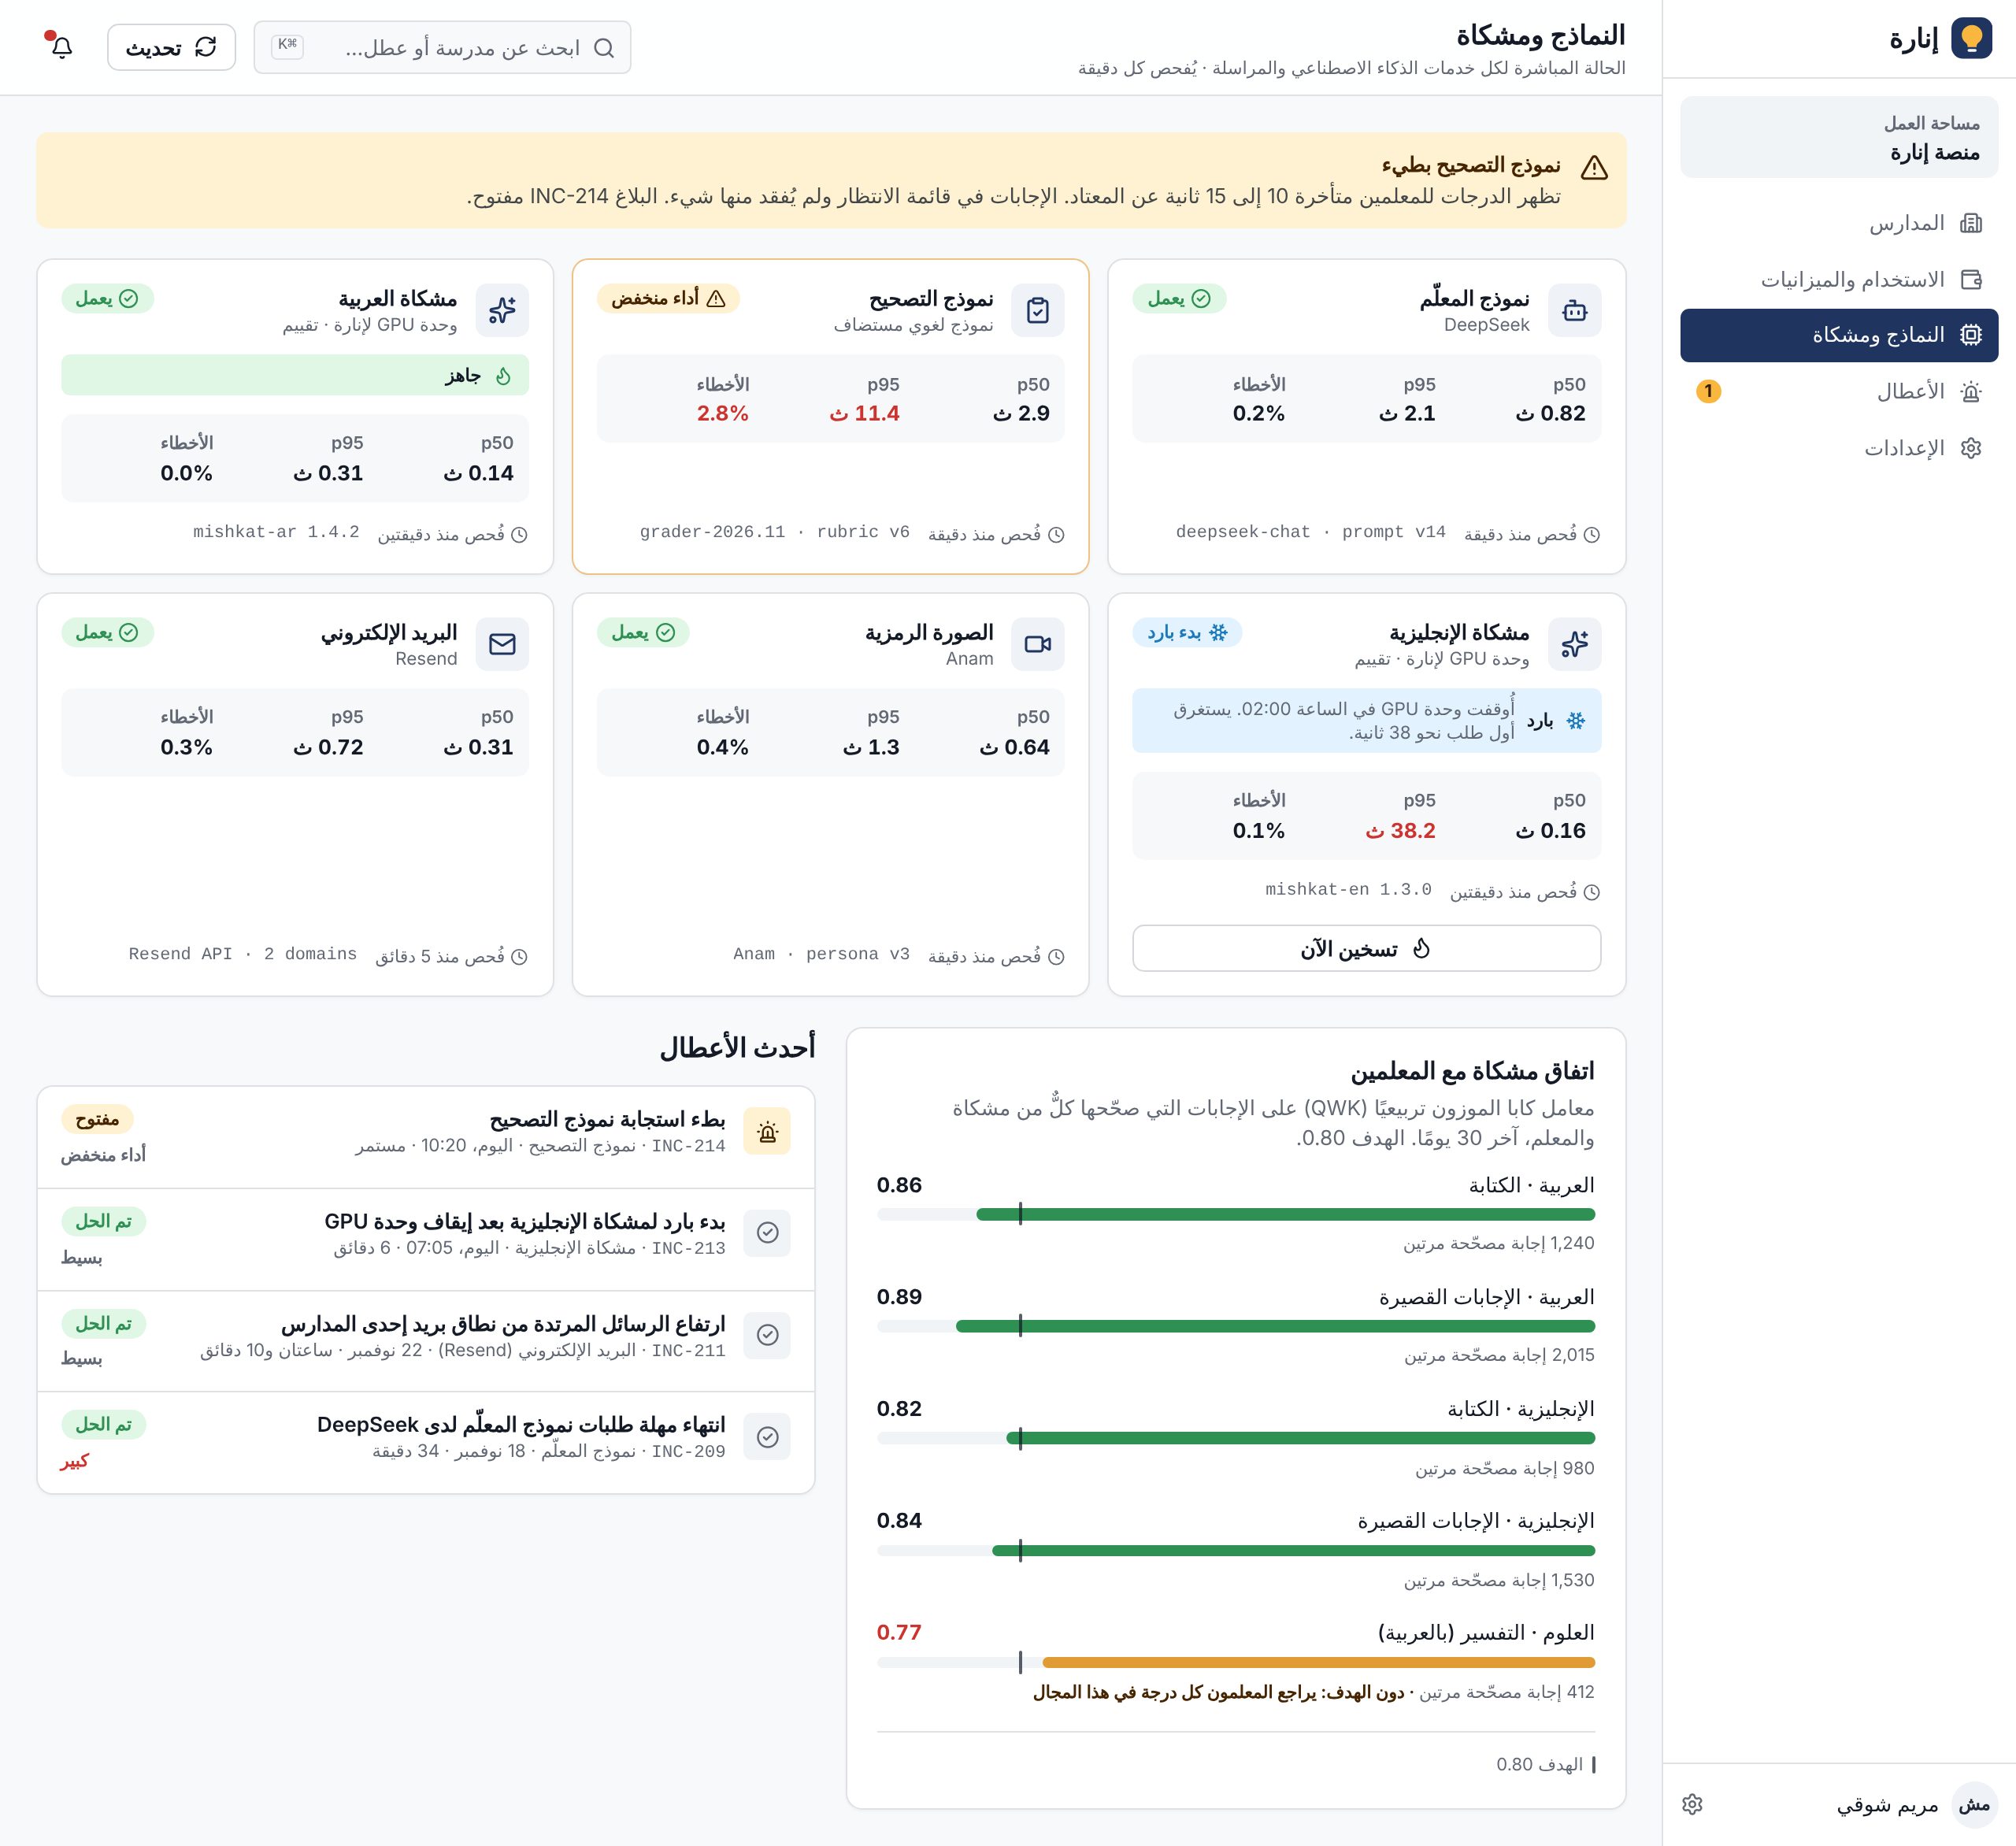 إنارة
مساحة العمل
منصة إنارة
المدارس
الاستخدام والميزانيات
النماذج ومشكاة
الأعطال
1
الإعدادات
مش
مريم شوقي
النماذج ومشكاة
الحالة المباشرة لكل خدمات الذكاء الاصطناعي والمراسلة · يُفحص كل دقيقة
ابحث عن مدرسة أو عطل...
⌘K
تحديث
نموذج التصحيح بطيء
تظهر الدرجات للمعلمين متأخرة 10 إلى 15 ثانية عن المعتاد. الإجابات في قائمة الانتظار ولم يُفقد منها شيء. البلاغ INC-214 مفتوح.
نموذج المعلّم
DeepSeek
يعمل
p50 p95 الأخطاء
0.82 ث 2.1 ث 0.2%
فُحص منذ دقيقة deepseek-chat · prompt v14
نموذج التصحيح
نموذج لغوي مستضاف
أداء منخفض
p50 p95 الأخطاء
2.9 ث 11.4 ث 2.8%
فُحص منذ دقيقة grader-2026.11 · rubric v6
مشكاة العربية
وحدة GPU لإنارة · تقييم
يعمل
جاهز
p50 p95 الأخطاء
0.14 ث 0.31 ث 0.0%
فُحص منذ دقيقتين mishkat-ar 1.4.2
مشكاة الإنجليزية
وحدة GPU لإنارة · تقييم
بدء بارد
بارد
أُوقفت وحدة GPU في الساعة 02:00. يستغرق
أول طلب نحو 38 ثانية.
p50 p95 الأخطاء
0.16 ث 38.2 ث 0.1%
فُحص منذ دقيقتين mishkat-en 1.3.0
تسخين الآن
الصورة الرمزية
Anam
يعمل
p50 p95 الأخطاء
0.64 ث 1.3 ث 0.4%
فُحص منذ دقيقة Anam · persona v3
البريد الإلكتروني
Resend
يعمل
p50 p95 الأخطاء
0.31 ث 0.72 ث 0.3%
فُحص منذ 5 دقائق Resend API · 2 domains
اتفاق مشكاة مع المعلمين
معامل كابا الموزون تربيعيًا (QWK) على الإجابات التي صحّحها كلٌّ من مشكاة
والمعلم، آخر 30 يومًا. الهدف 0.80.
العربية · الكتابة 0.86
1,240 إجابة مصحّحة مرتين
العربية · الإجابات القصيرة 0.89
2,015 إجابة مصحّحة مرتين
الإنجليزية · الكتابة 0.82
980 إجابة مصحّحة مرتين
الإنجليزية · الإجابات القصيرة 0.84
1,530 إجابة مصحّحة مرتين
العلوم · التفسير (بالعربية) 0.77
412 إجابة مصحّحة مرتين · دون الهدف: يراجع المعلمون كل درجة في هذا المجال
الهدف 0.80
أحدث الأعطال
بطء استجابة نموذج التصحيح
INC-214 · نموذج التصحيح · اليوم، 10:20 · مستمر
مفتوح
أداء منخفض
بدء بارد لمشكاة الإنجليزية بعد إيقاف وحدة GPU
INC-213 · مشكاة الإنجليزية · اليوم، 07:05 · 6 دقائق
تم الحل
بسيط
ارتفاع الرسائل المرتدة من نطاق بريد إحدى المدارس
INC-211 · البريد الإلكتروني (Resend) · 22 نوفمبر · ساعتان و10 دقائق
تم الحل
بسيط
انتهاء مهلة طلبات نموذج المعلّم لدى DeepSeek
INC-209 · نموذج المعلّم · 18 نوفمبر · 34 دقيقة
تم الحل
كبير